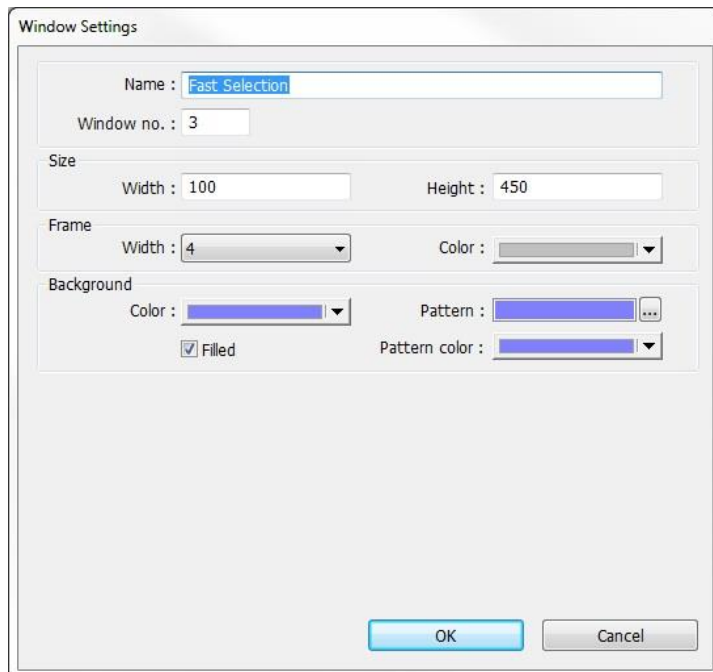 Window Settings
Name : Fast Selection
Window no. : 3
Size
Width : 100 Height : 450
Frame
Width : 4 Color :
Background
Color : Pattern : ...
Filled Pattern color :
OK Cancel